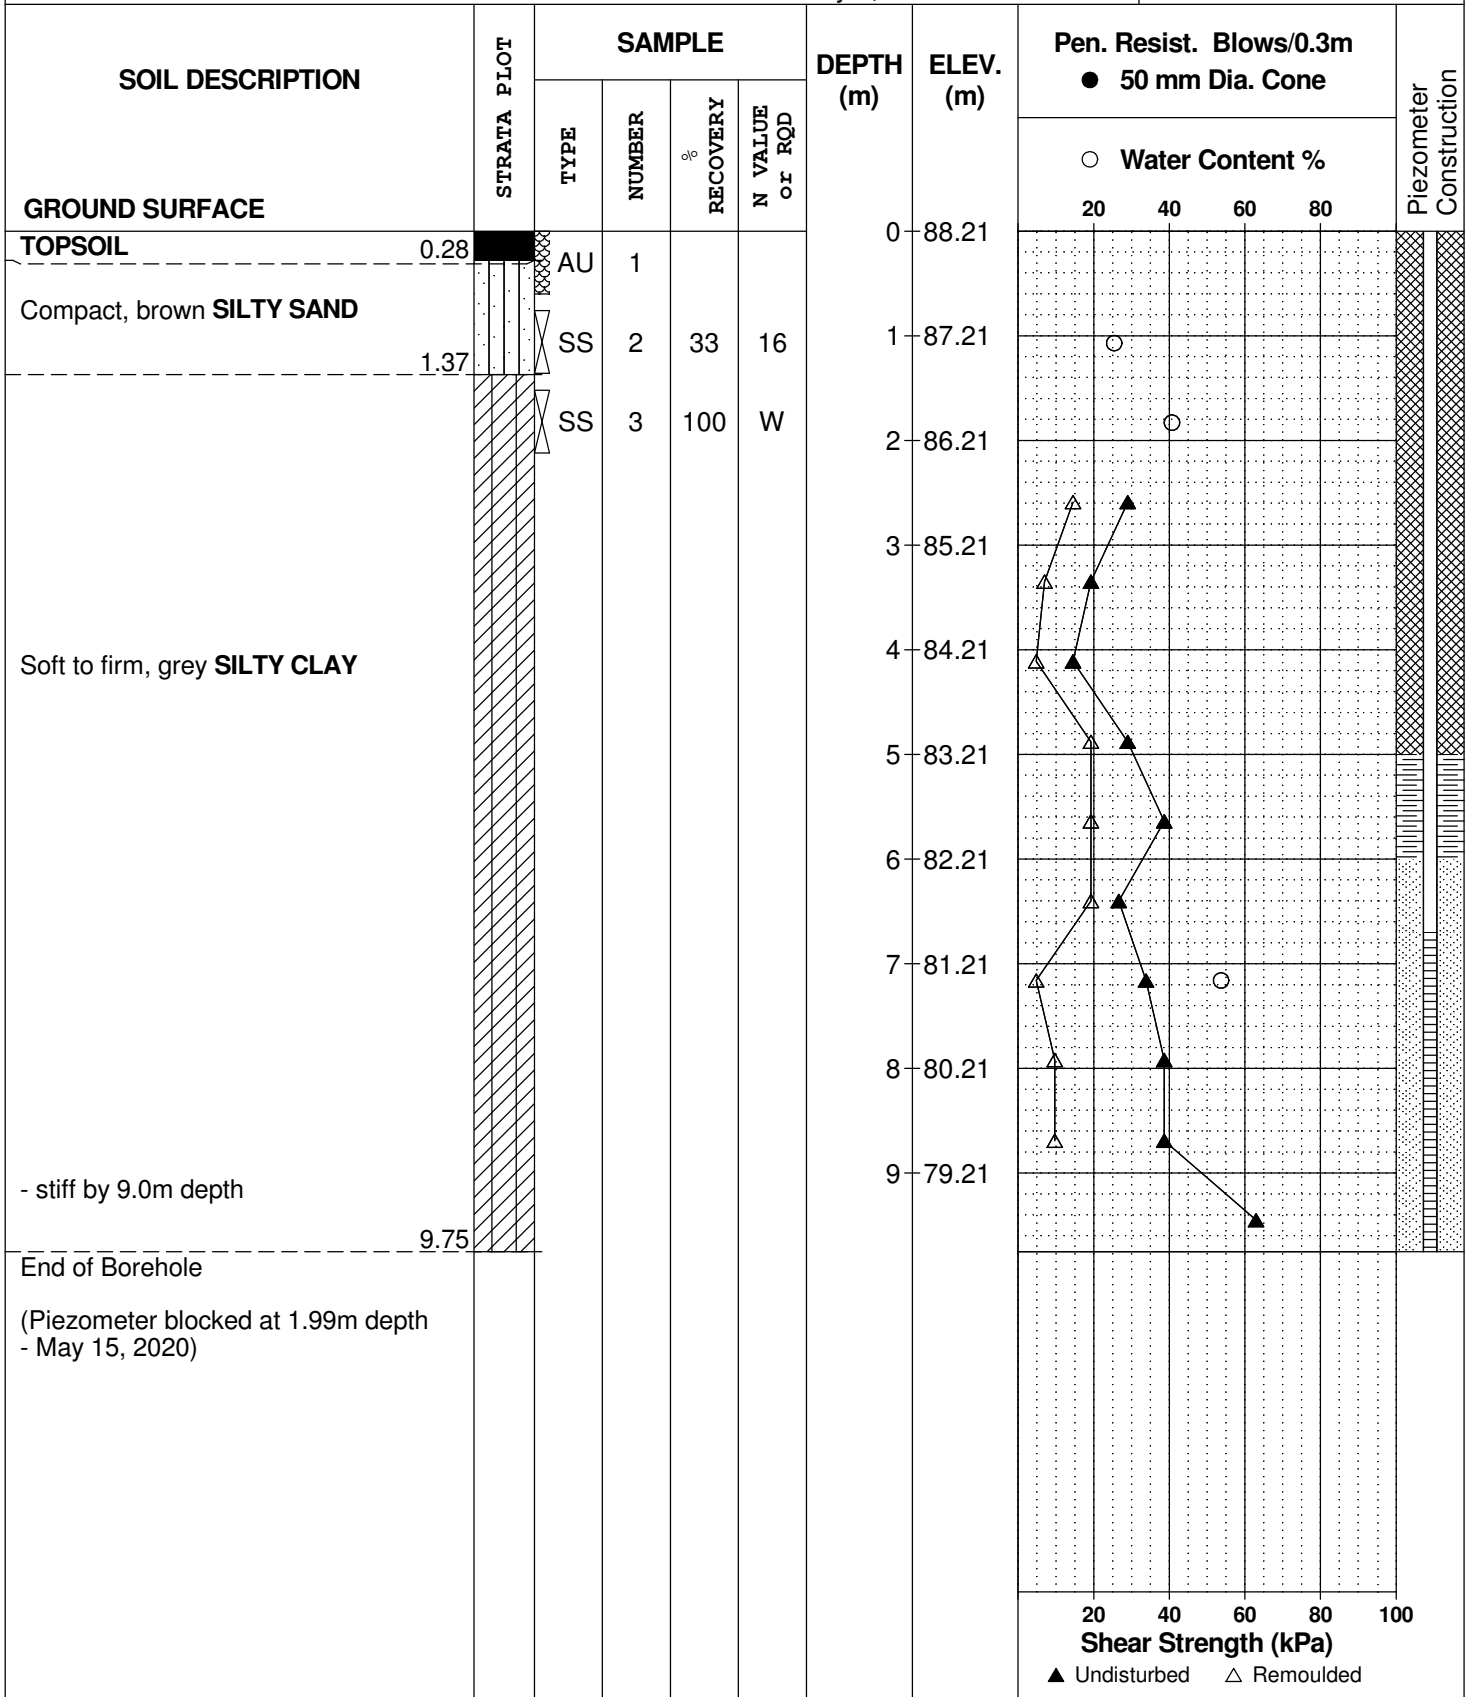 SOIL DESCRIPTION
GROUND SURFACE
STRATA PLOT
SAMPLE
TYPE
NUMBER
% RECOVERY
N VALUE or RQD
DEPTH (m)
ELEV. (m)
Pen. Resist. Blows/0.3m
● 50 mm Dia. Cone
○ Water Content %
20 40 60 80
Piezometer Construction
0 88.21
TOPSOIL 0.28
AU 1
Compact, brown SILTY SAND
1.37
SS 2 33 16
1 87.21
SS 3 100 W
2 86.21
3 85.21
4 84.21
Soft to firm, grey SILTY CLAY
5 83.21
6 82.21
7 81.21
8 80.21
9 79.21
- stiff by 9.0m depth
9.75
End of Borehole
(Piezometer blocked at 1.99m depth
- May 15, 2020)
20 40 60 80 100
Shear Strength (kPa)
▲ Undisturbed △ Remoulded